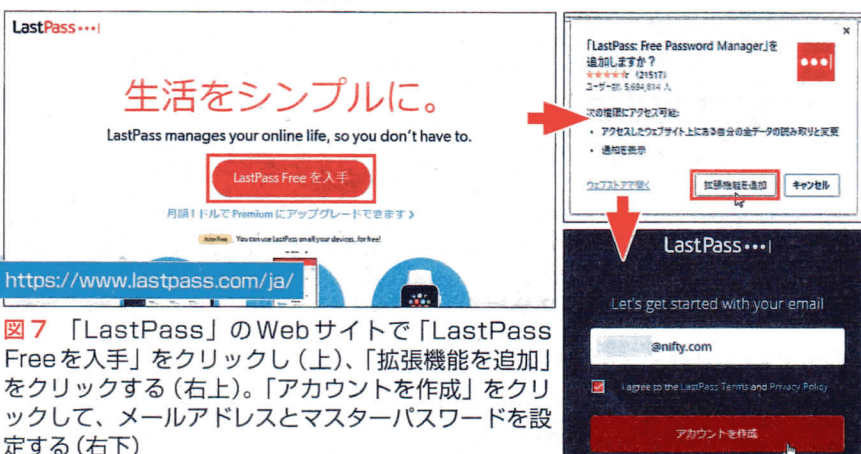 LastPass•••|
生活をシンプルに。
LastPass manages your online life, so you don't have to.
LastPass Free を入手
月額1ドルで Premium にアップグレードできます >
You can use LastPass on all your devices, for free!
https://www.lastpass.com/ja/
「LastPass: Free Password Manager」を
追加しますか?
★★★★★ (21517)
ユーザー数: 5,694,814 人
次の権限にアクセス可能:
• アクセスしたウェブサイト上にある自分の全データの読み取りと変更
• 通知を表示
ウェブストアで開く
拡張機能を追加
キャンセル
LastPass•••|
Let's get started with your email
@nifty.com
I agree to the LastPass Terms and Privacy Policy
アカウントを作成
図7 「LastPass」のWebサイトで「LastPass
Freeを入手」をクリックし(上)、「拡張機能を追加」
をクリックする(右上)。「アカウントを作成」をクリ
ックして、メールアドレスとマスターパスワードを設
定する(右下)